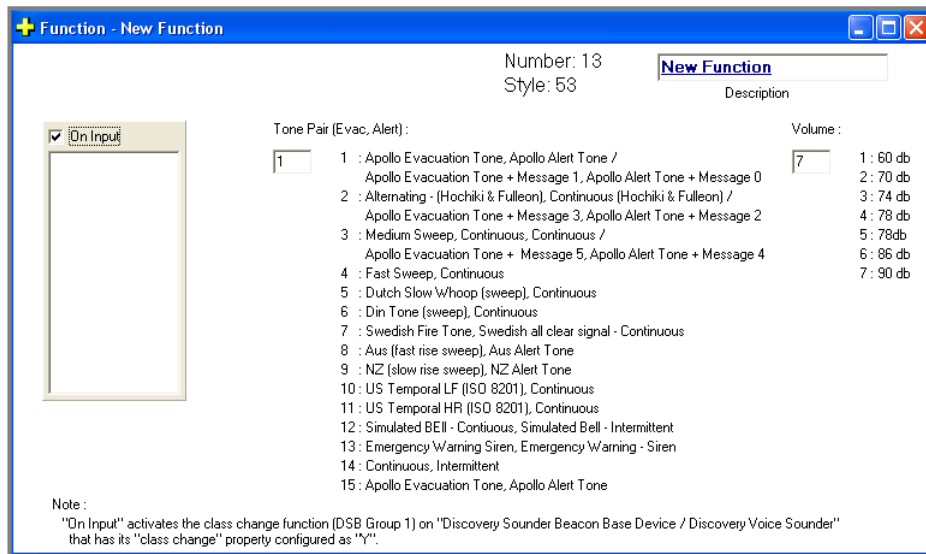 Function - New Function
Number: 13
Style: 53
New Function
Description
On Input
Tone Pair (Evac, Alert) :
1
1 : Apollo Evacuation Tone, Apollo Alert Tone /
Apollo Evacuation Tone + Message 1, Apollo Alert Tone + Message 0
2 : Alternating - (Hochiki & Fulleon), Continuous (Hochiki & Fulleon) /
Apollo Evacuation Tone + Message 3, Apollo Alert Tone + Message 2
3 : Medium Sweep, Continuous, Continuous /
Apollo Evacuation Tone + Message 5, Apollo Alert Tone + Message 4
4 : Fast Sweep, Continuous
5 : Dutch Slow Whoop (sweep), Continuous
6 : Din Tone (sweep), Continuous
7 : Swedish Fire Tone, Swedish all clear signal - Continuous
8 : Aus (fast rise sweep), Aus Alert Tone
9 : NZ (slow rise sweep), NZ Alert Tone
10 : US Temporal LF (ISO 8201), Continuous
11 : US Temporal HR (ISO 8201), Continuous
12 : Simulated BEll - Contiuous, Simulated Bell - Intermittent
13 : Emergency Warning Siren, Emergency Warning - Siren
14 : Continuous, Intermittent
15 : Apollo Evacuation Tone, Apollo Alert Tone
Volume :
7
1 : 60 db
2 : 70 db
3 : 74 db
4 : 78 db
5 : 78db
6 : 86 db
7 : 90 db
Note :
"On Input" activates the class change function (DSB Group 1) on "Discovery Sounder Beacon Base Device / Discovery Voice Sounder"
that has its "class change" property configured as "Y".